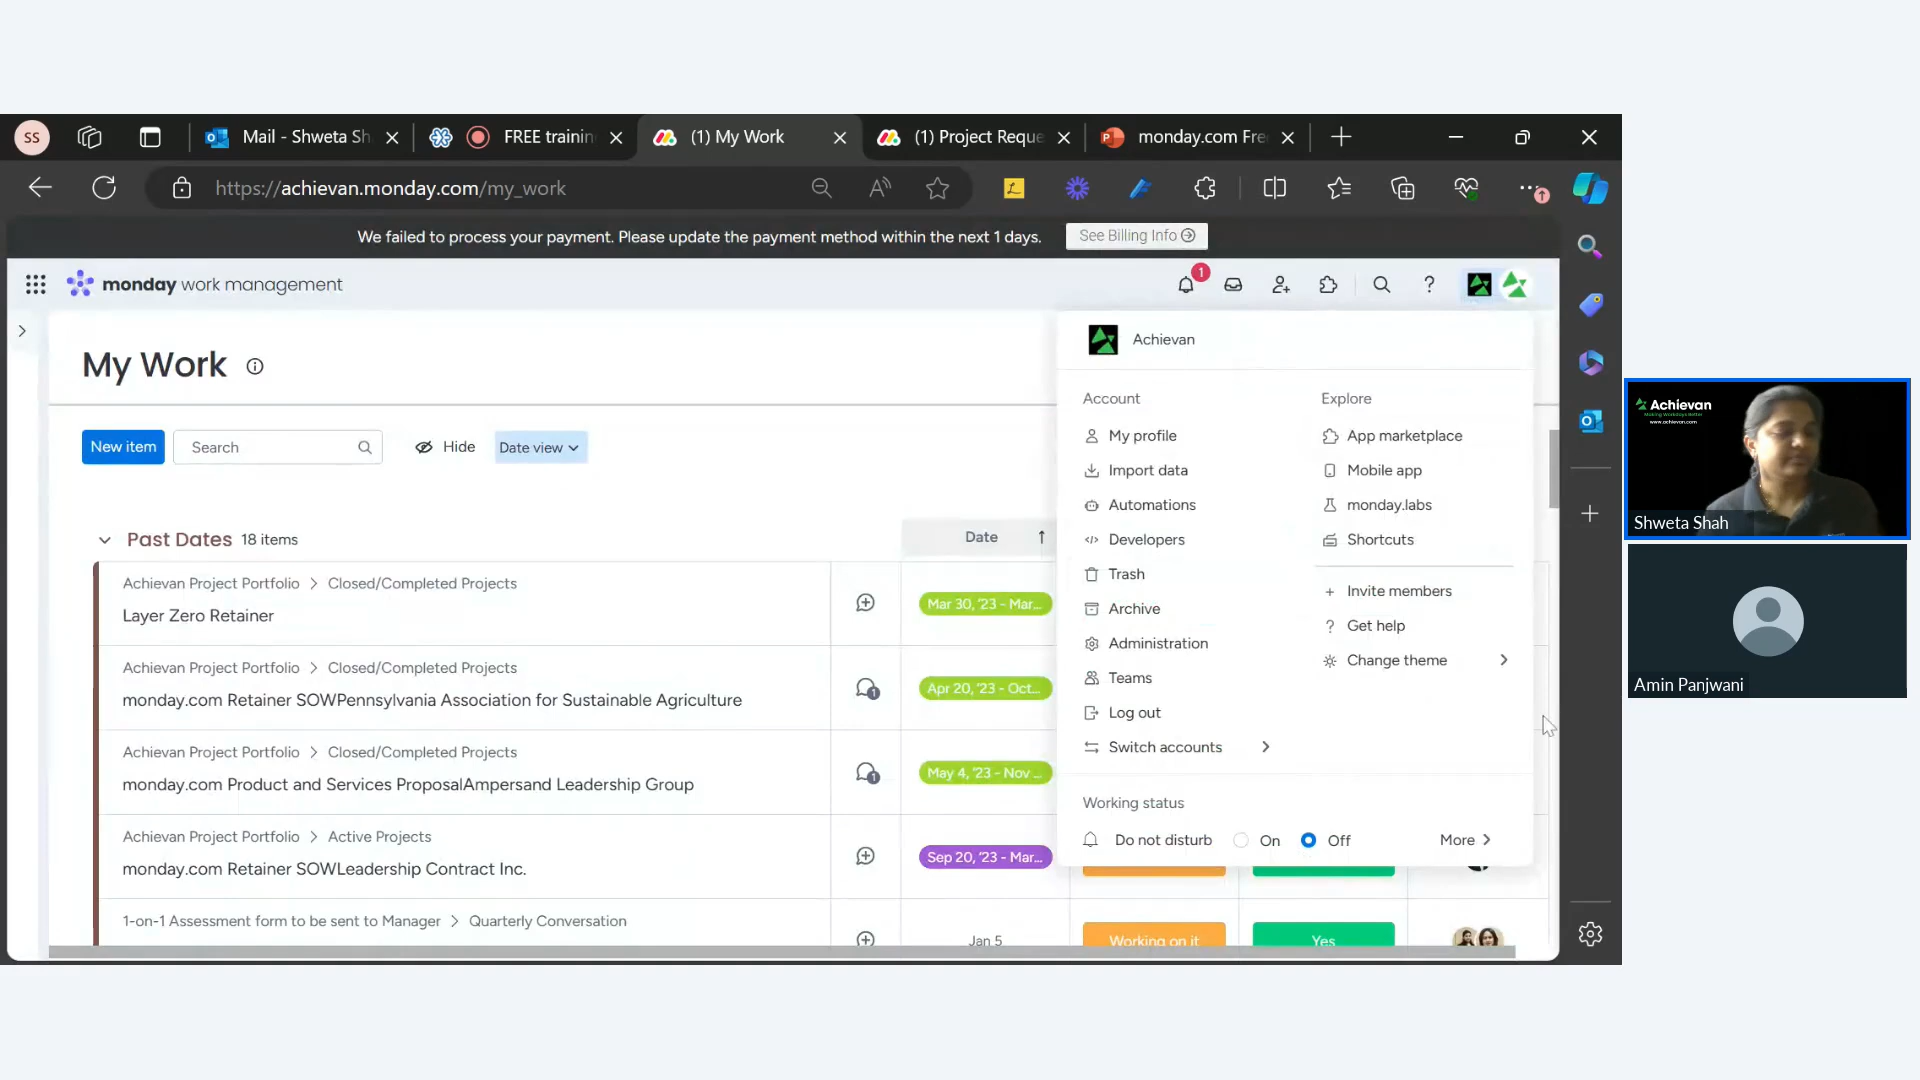 SS
Mail - Shweta Sh
FREE trainin
(1) My Work
(1) Project Reque
monday.com Fre
https://achievan.monday.com/my_work
We failed to process your payment. Please update the payment method within the next 1 days.
See Billing Info
monday work management
1
My Work
New item
Search
Hide
Date view
Past Dates 18 items
Date
Achievan Project Portfolio > Closed/Completed Projects
Layer Zero Retainer
Mar 30, '23 - Mar...
Achievan Project Portfolio > Closed/Completed Projects
monday.com Retainer SOWPennsylvania Association for Sustainable Agriculture
1
Apr 20, '23 - Oct...
Achievan Project Portfolio > Closed/Completed Projects
monday.com Product and Services ProposalAmpersand Leadership Group
1
May 4, '23 - Nov ...
Achievan Project Portfolio > Active Projects
monday.com Retainer SOWLeadership Contract Inc.
Sep 20, '23 - Mar...
1-on-1 Assessment form to be sent to Manager > Quarterly Conversation
Jan 5
Working on it
Yes
Achievan
Account
My profile
Import data
Automations
Developers
Trash
Archive
Administration
Teams
Log out
Switch accounts
Explore
App marketplace
Mobile app
monday.labs
Shortcuts
Invite members
Get help
Change theme
Working status
Do not disturb
On
Off
More
Achievan
Making Workdays Better
www.achievan.com
Shweta Shah
Amin Panjwani